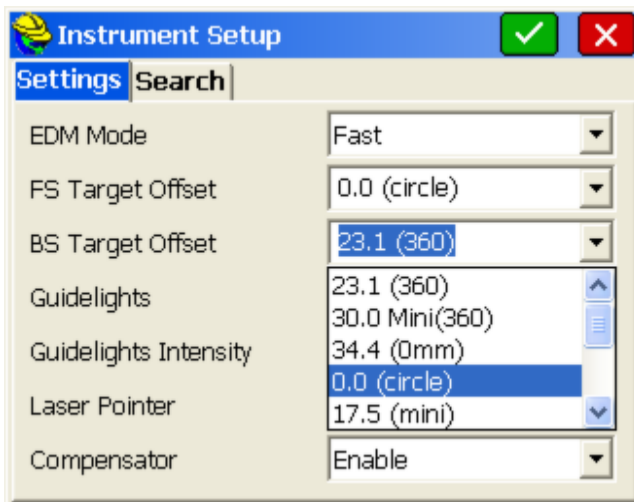 Instrument Setup
Settings Search
EDM Mode Fast
FS Target Offset 0.0 (circle)
BS Target Offset 23.1 (360)
Guidelights 23.1 (360)
30.0 Mini(360)
Guidelights Intensity 34.4 (0mm)
0.0 (circle)
Laser Pointer 17.5 (mini)
Compensator Enable